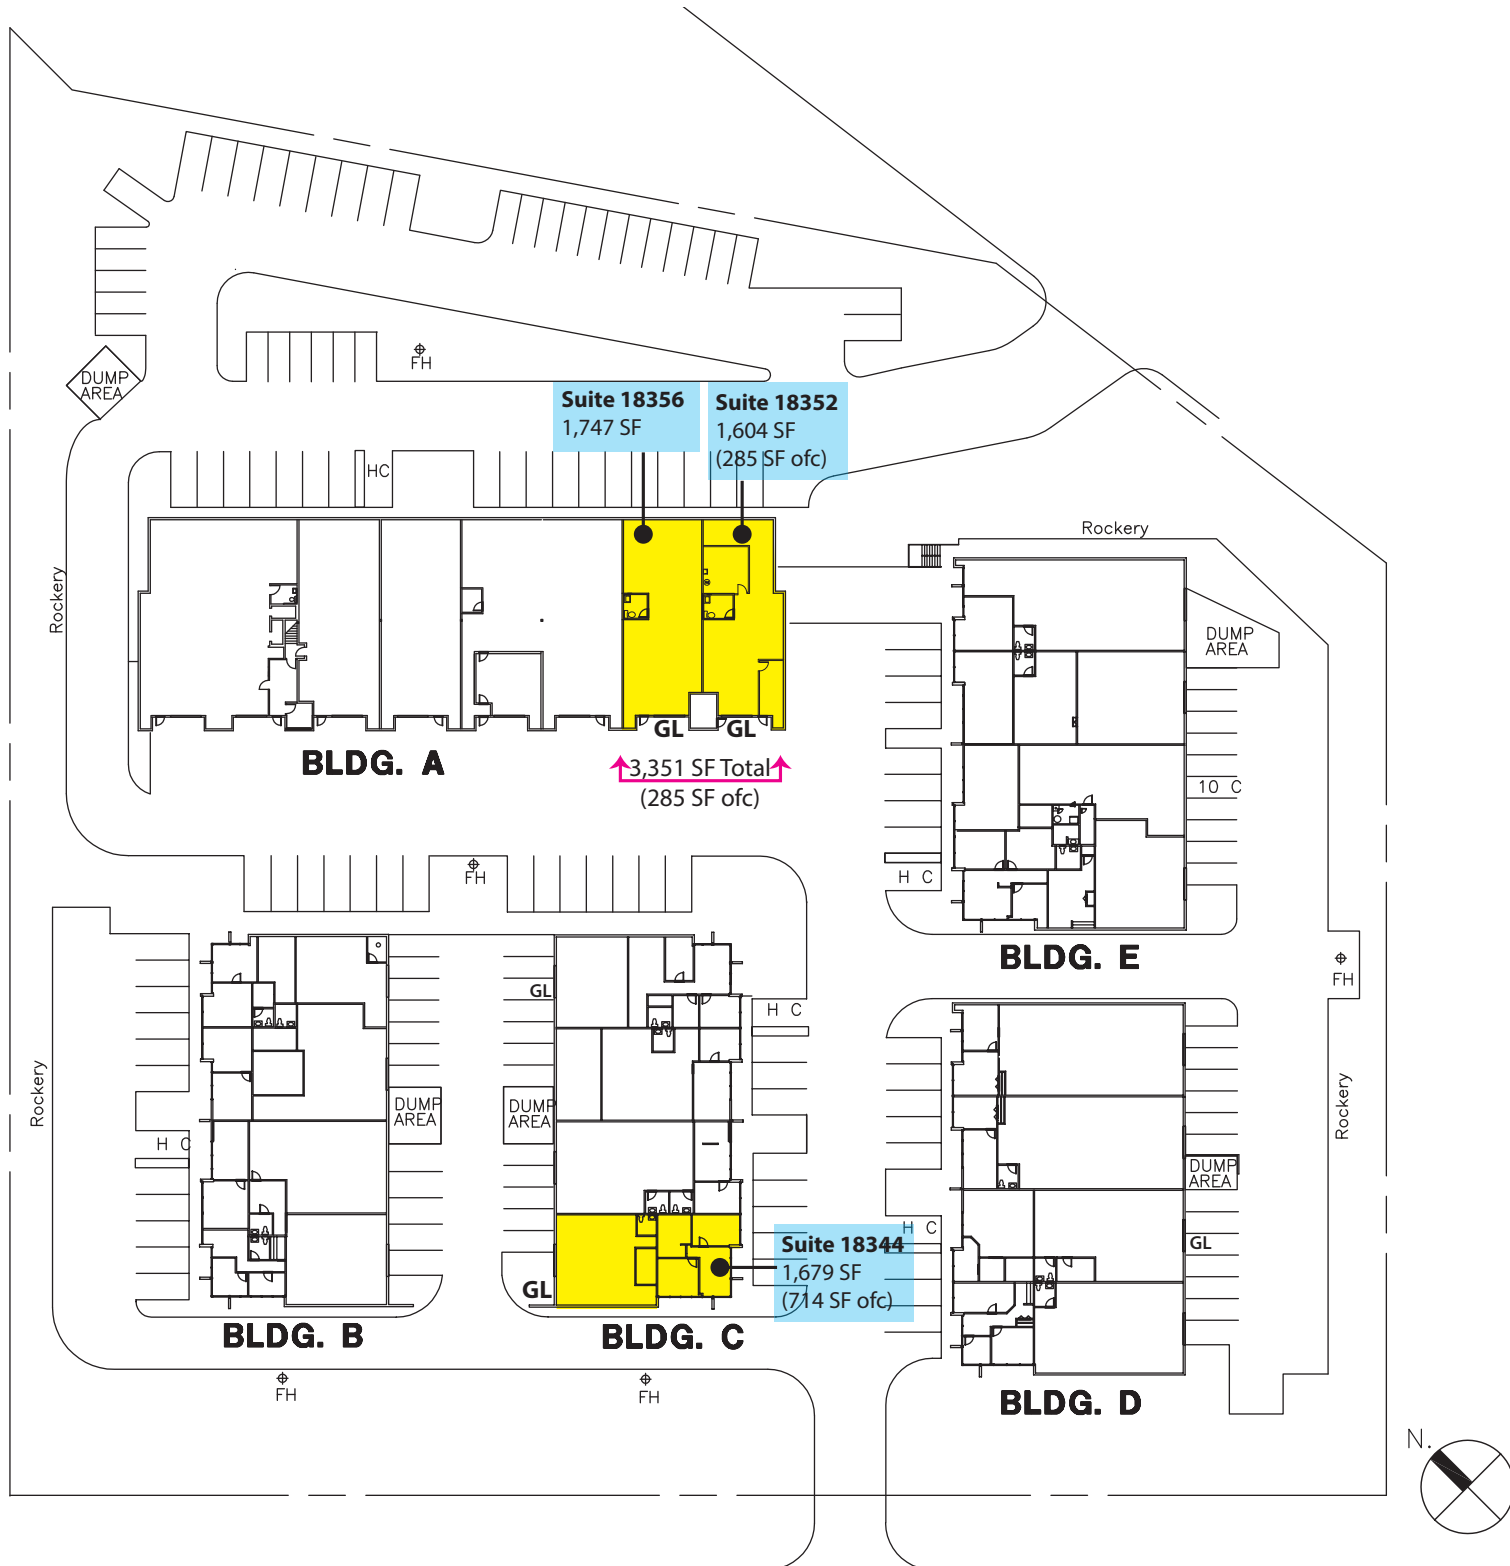 FH
DUMP
AREA
Suite 18356
1,747 SF
Suite 18352
1,604 SF
(285 SF ofc)
HC
Rockery
Rockery
DUMP
AREA
GL
GL
BLDG. A
3,351 SF Total
(285 SF ofc)
10 C
FH
H C
BLDG. E
FH
GL
H C
Rockery
DUMP
AREA
DUMP
AREA
Rockery
H C
DUMP
AREA
H C
Suite 18344
1,679 SF
(714 SF ofc)
GL
GL
BLDG. B
BLDG. C
FH
FH
BLDG. D
N.